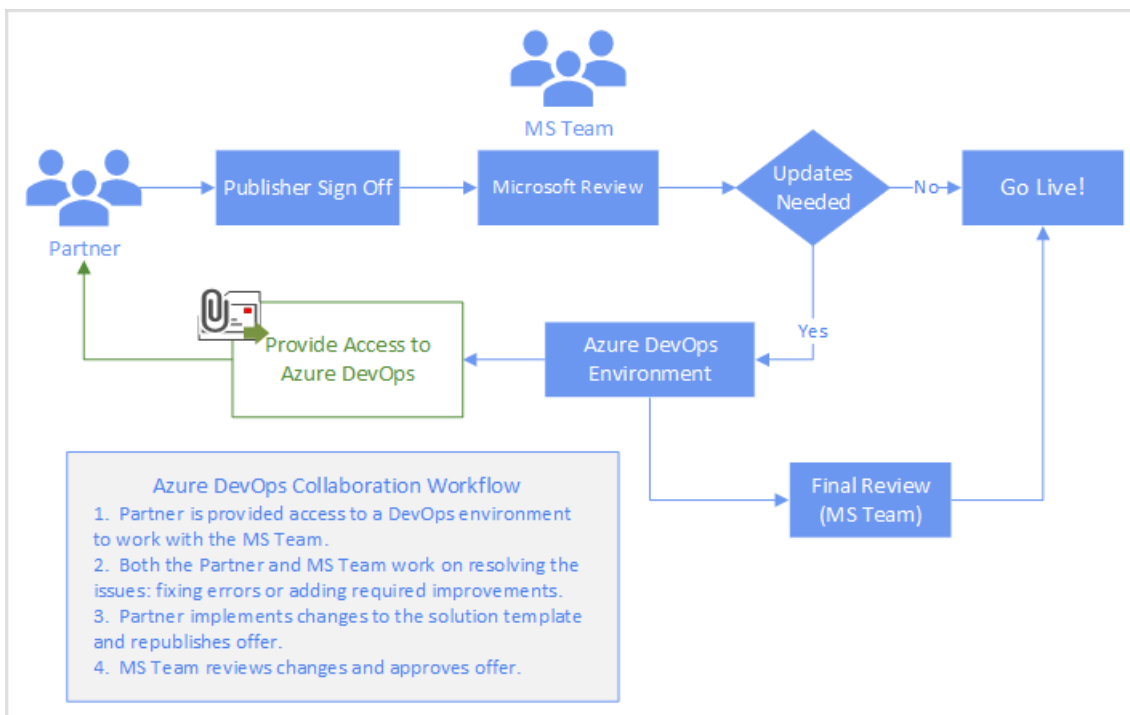 MS Team
Partner
Publisher Sign Off
Microsoft Review
Updates
Needed
No
Go Live!
Yes
Provide Access to
Azure DevOps
Azure DevOps
Environment
Final Review
(MS Team)
Azure DevOps Collaboration Workflow
1. Partner is provided access to a DevOps environment
to work with the MS Team.
2. Both the Partner and MS Team work on resolving the
issues: fixing errors or adding required improvements.
3. Partner implements changes to the solution template
and republishes offer.
4. MS Team reviews changes and approves offer.